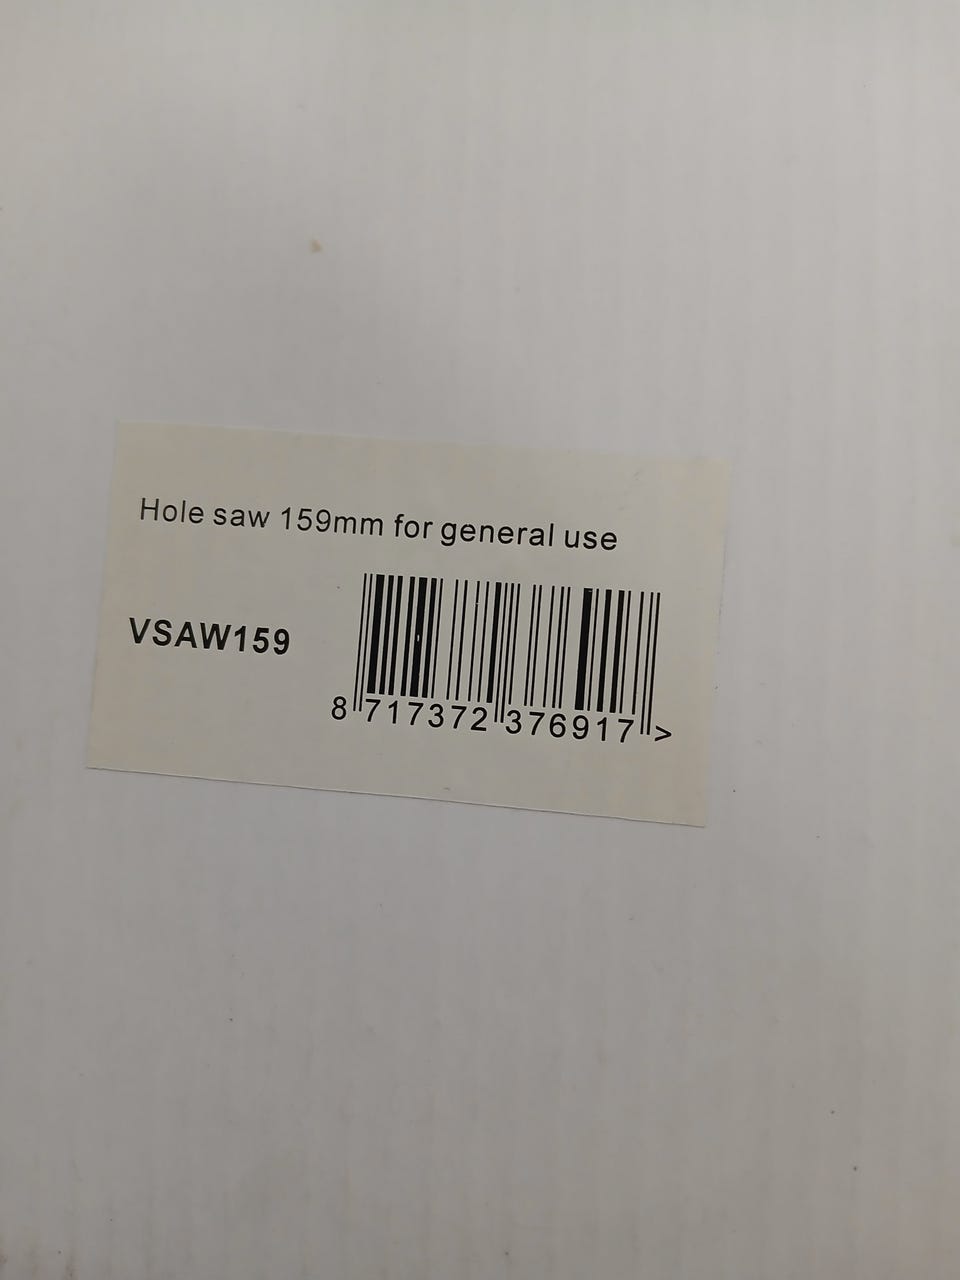 Hole saw 159mm for general use
VSAW159
8 717372 376917 >